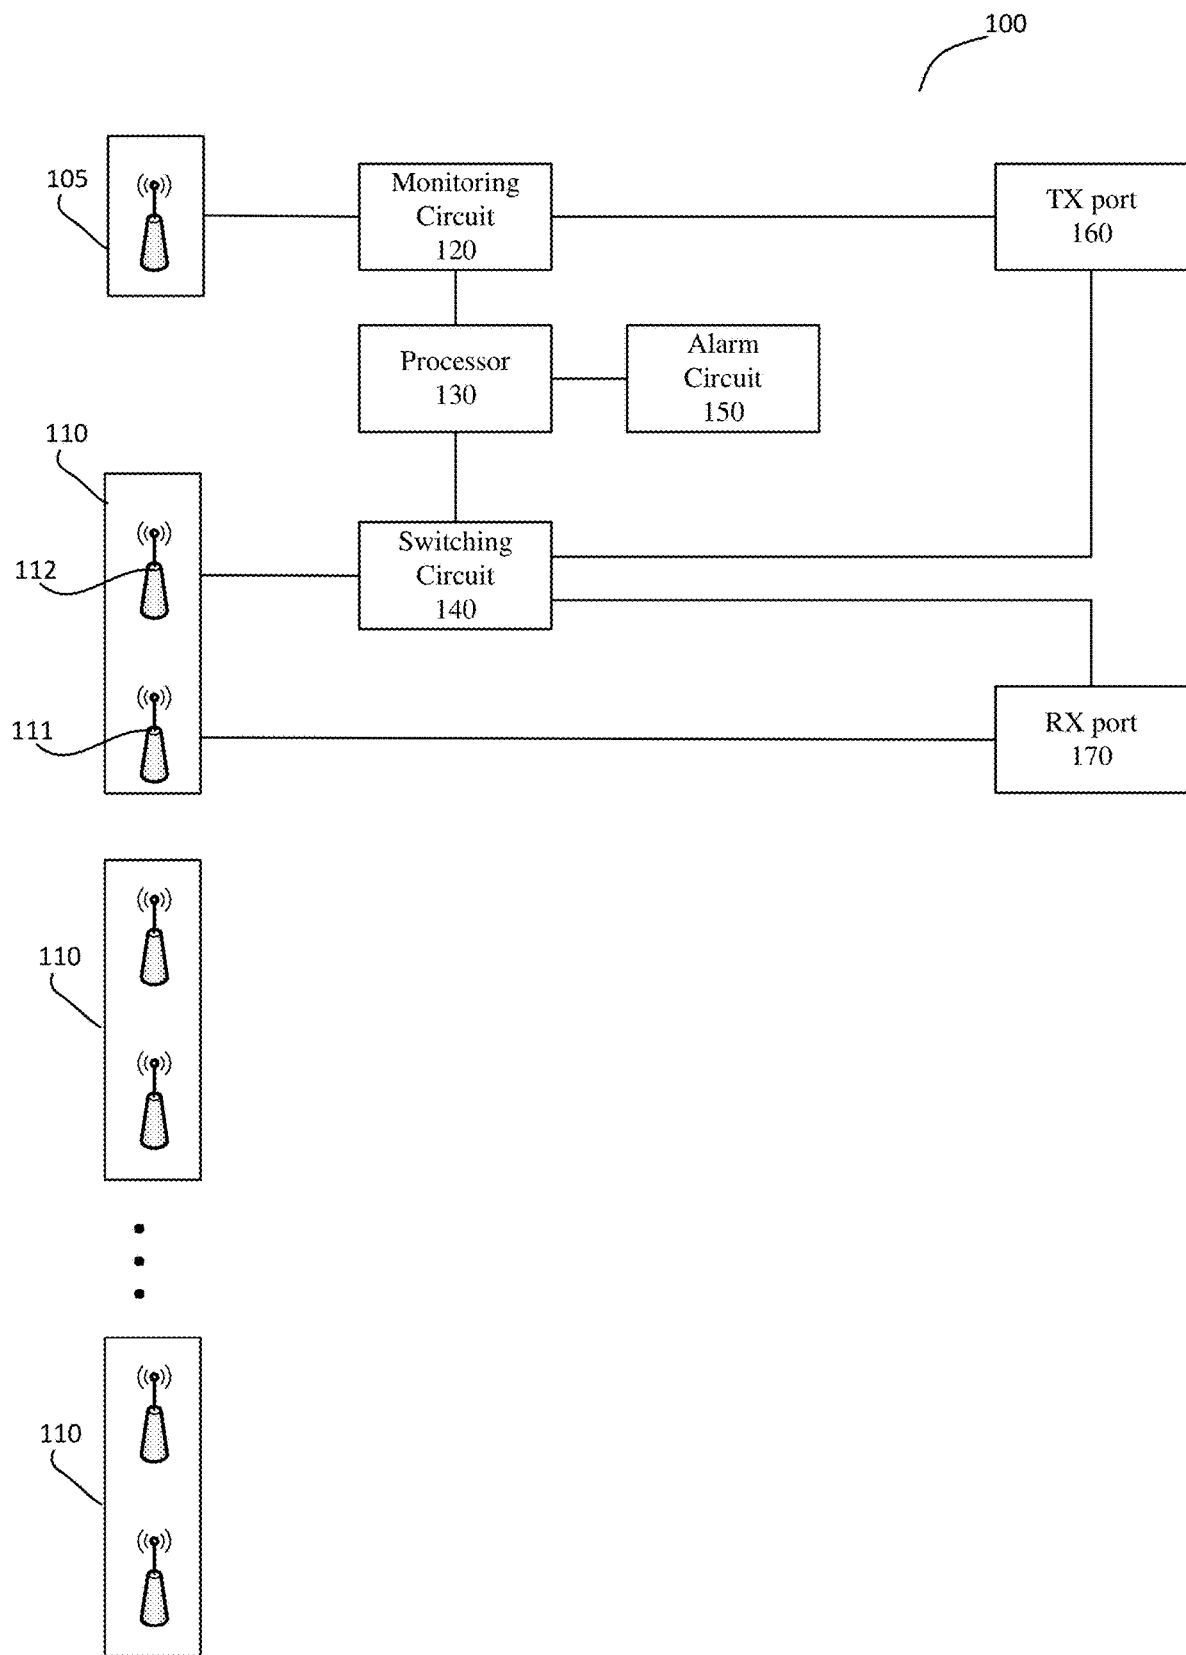 100
105
Monitoring
Circuit
120
TX port
160
Processor
130
Alarm
Circuit
150
110
112
Switching
Circuit
140
111
RX port
170
110
110